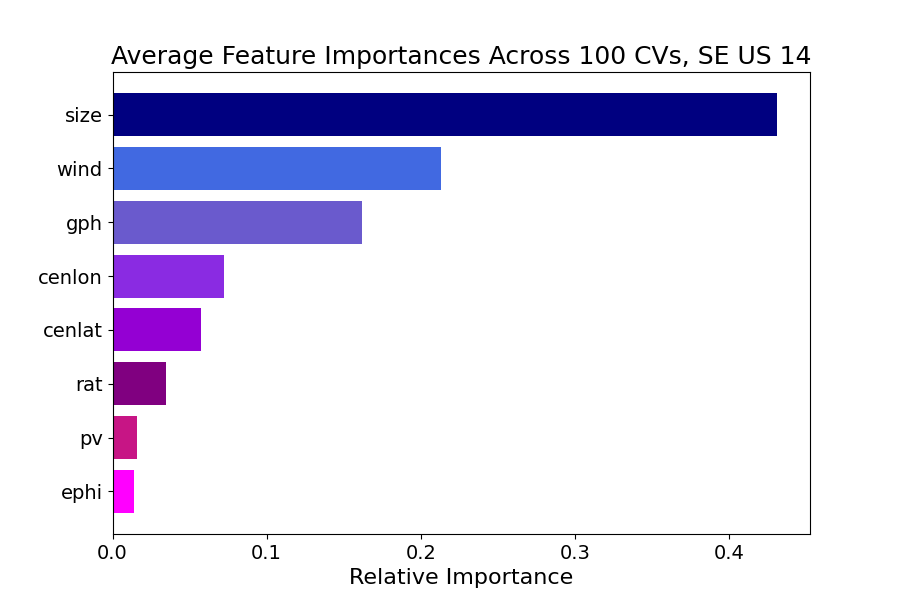 Average Feature Importances Across 100 CVs, SE US 14
size
wind
gph
cenlon
cenlat
rat
pv
ephi
0.0 0.1 0.2 0.3 0.4
Relative Importance